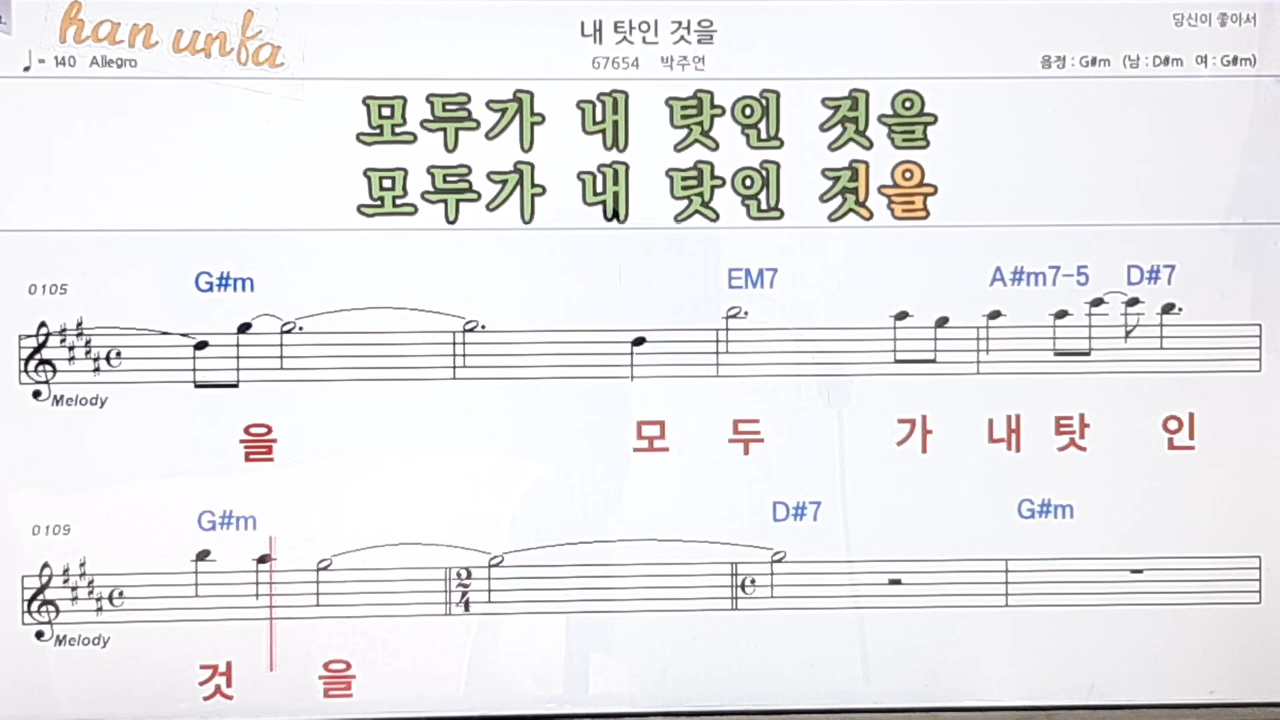 han unfa
내 탓인 것을
당신이 좋아서
♩= 140 Allegro
67654 박주연
음정 : G#m (남 : D#m 여 : G#m)
모두가 내 탓인 것을
모두가 내 탓인 것을
0105 G#m EM7 A#m7-5 D#7
Melody
을 모 두 가 내 탓 인
0109 G#m D#7 G#m
2
4
Melody
것 을